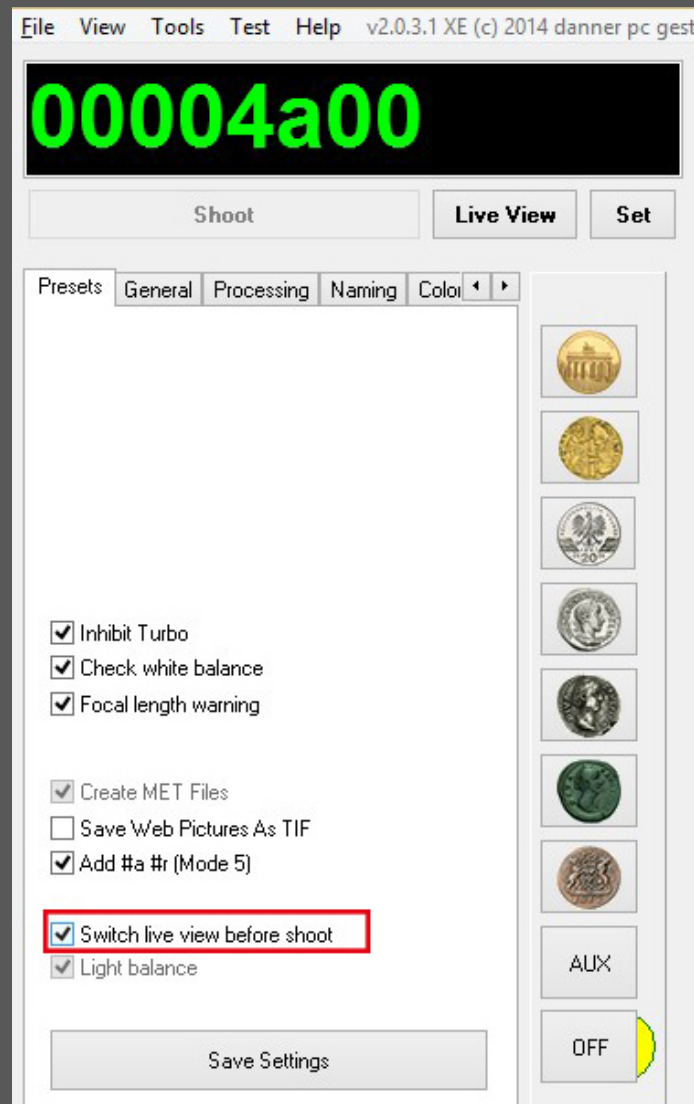 File View Tools Test Help v2.0.3.1 XE (c) 2014 danner pc gest
00004a00
Shoot Live View Set
Presets General Processing Naming Color
Inhibit Turbo
Check white balance
Focal length warning
Create MET Files
Save Web Pictures As TIF
Add #a #r (Mode 5)
Switch live view before shoot
Light balance
AUX
Save Settings
OFF
20